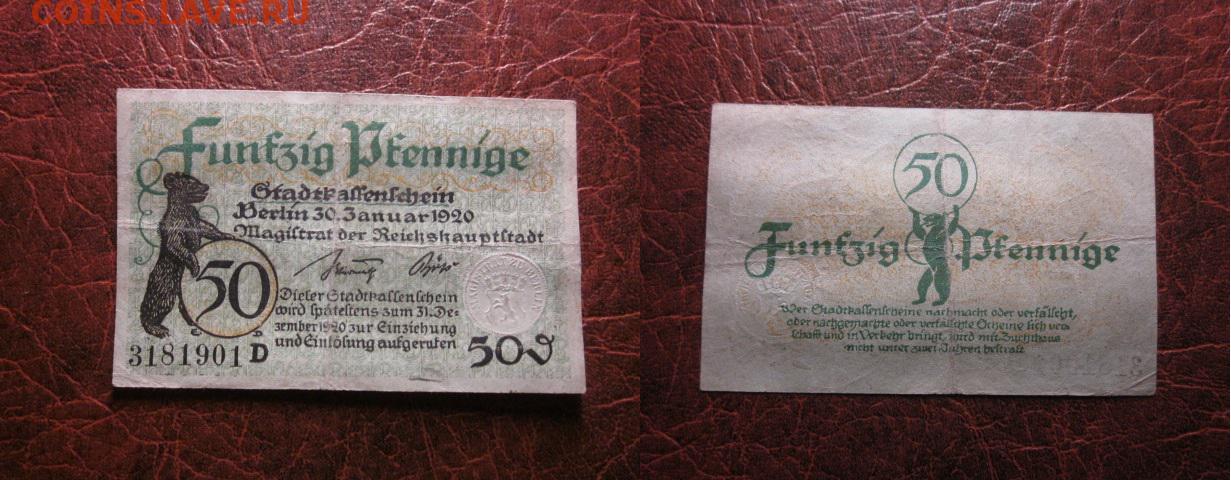 COINS.LAVE.RU
Funfzig Pfennige
Stadtkassenschein
Berlin 30. Januar 1920
Magistrat der Reichshauptstadt
50
Dieser Stadtkassenschein
wird spätestens zum 31. De=
zember 1920 zur Einziehung
und Einlösung aufgerufen
3181901 D
50
50
Funfzig Pfennige
Wer Stadtkassenscheine nachmacht oder verfälscht,
oder nachgemachte oder verfälschte Scheine sich ver=
schafft und in Verkehr bringt, wird mit Zuchthaus
nicht unter zwei Jahren bestraft